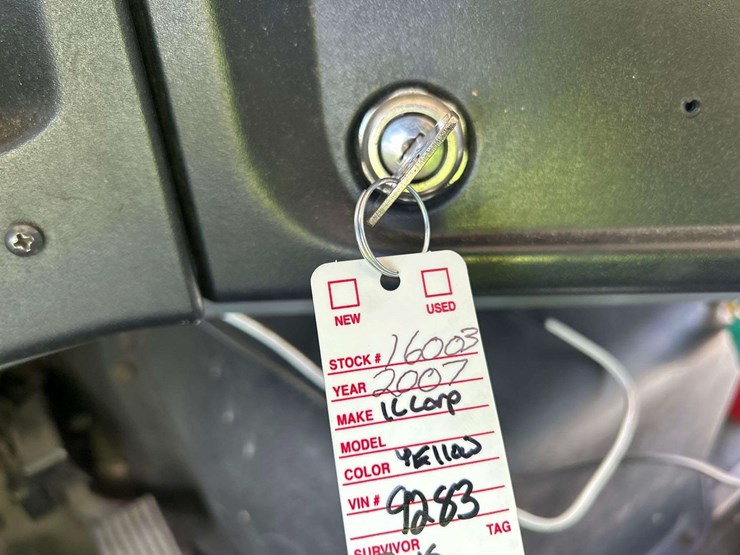 NEW USED
STOCK # 16003
YEAR 2007
MAKE IC Corp
MODEL
COLOR YEllow
VIN # 9283
SURVIVOR TAG